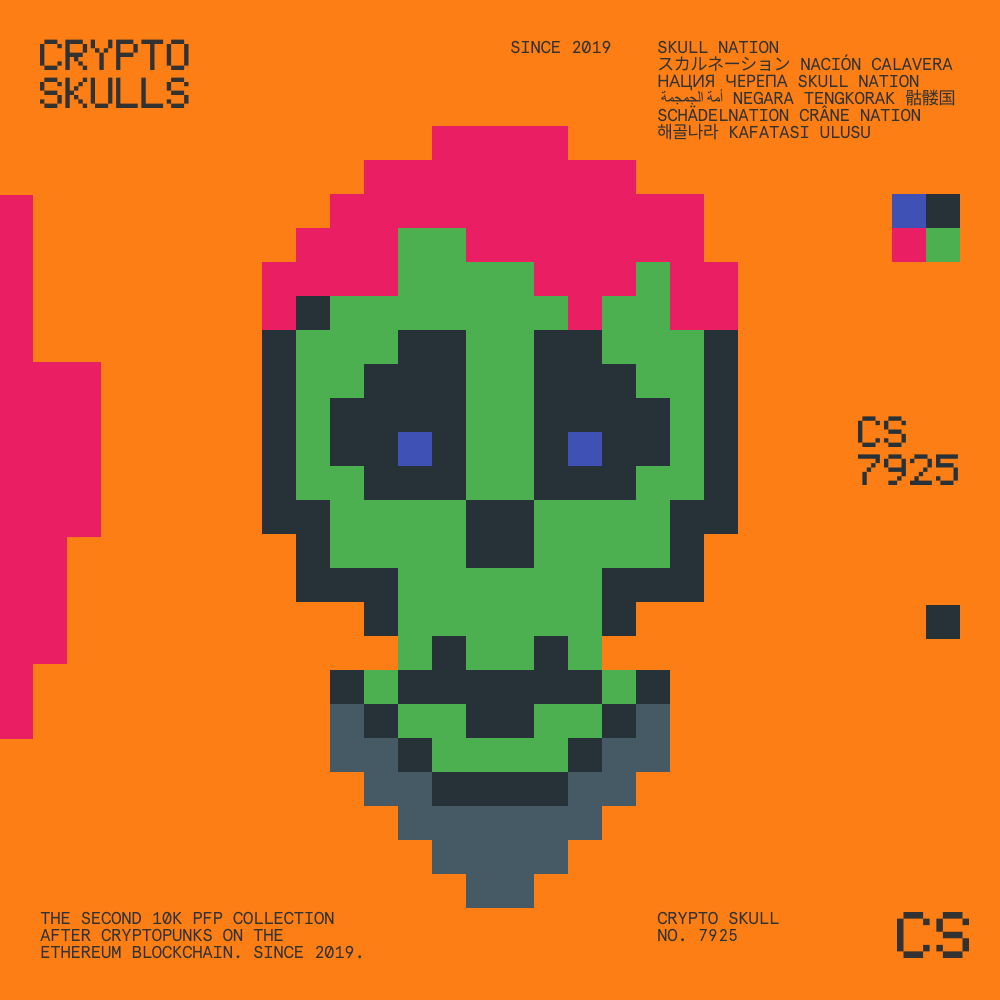 CRYPTO
SKULLS
SINCE 2019
SKULL NATION
スカルネーション NACIÓN CALAVERA
НАЦИЯ ЧЕРЕПА SKULL NATION
أمة الجمجمة NEGARA TENGKORAK 骷髅国
SCHÄDELNATION CRÂNE NATION
해골나라 KAFATASI ULUSU
CS
7925
THE SECOND 10K PFP COLLECTION
AFTER CRYPTOPUNKS ON THE
ETHEREUM BLOCKCHAIN. SINCE 2019.
CRYPTO SKULL
NO. 7925
CS